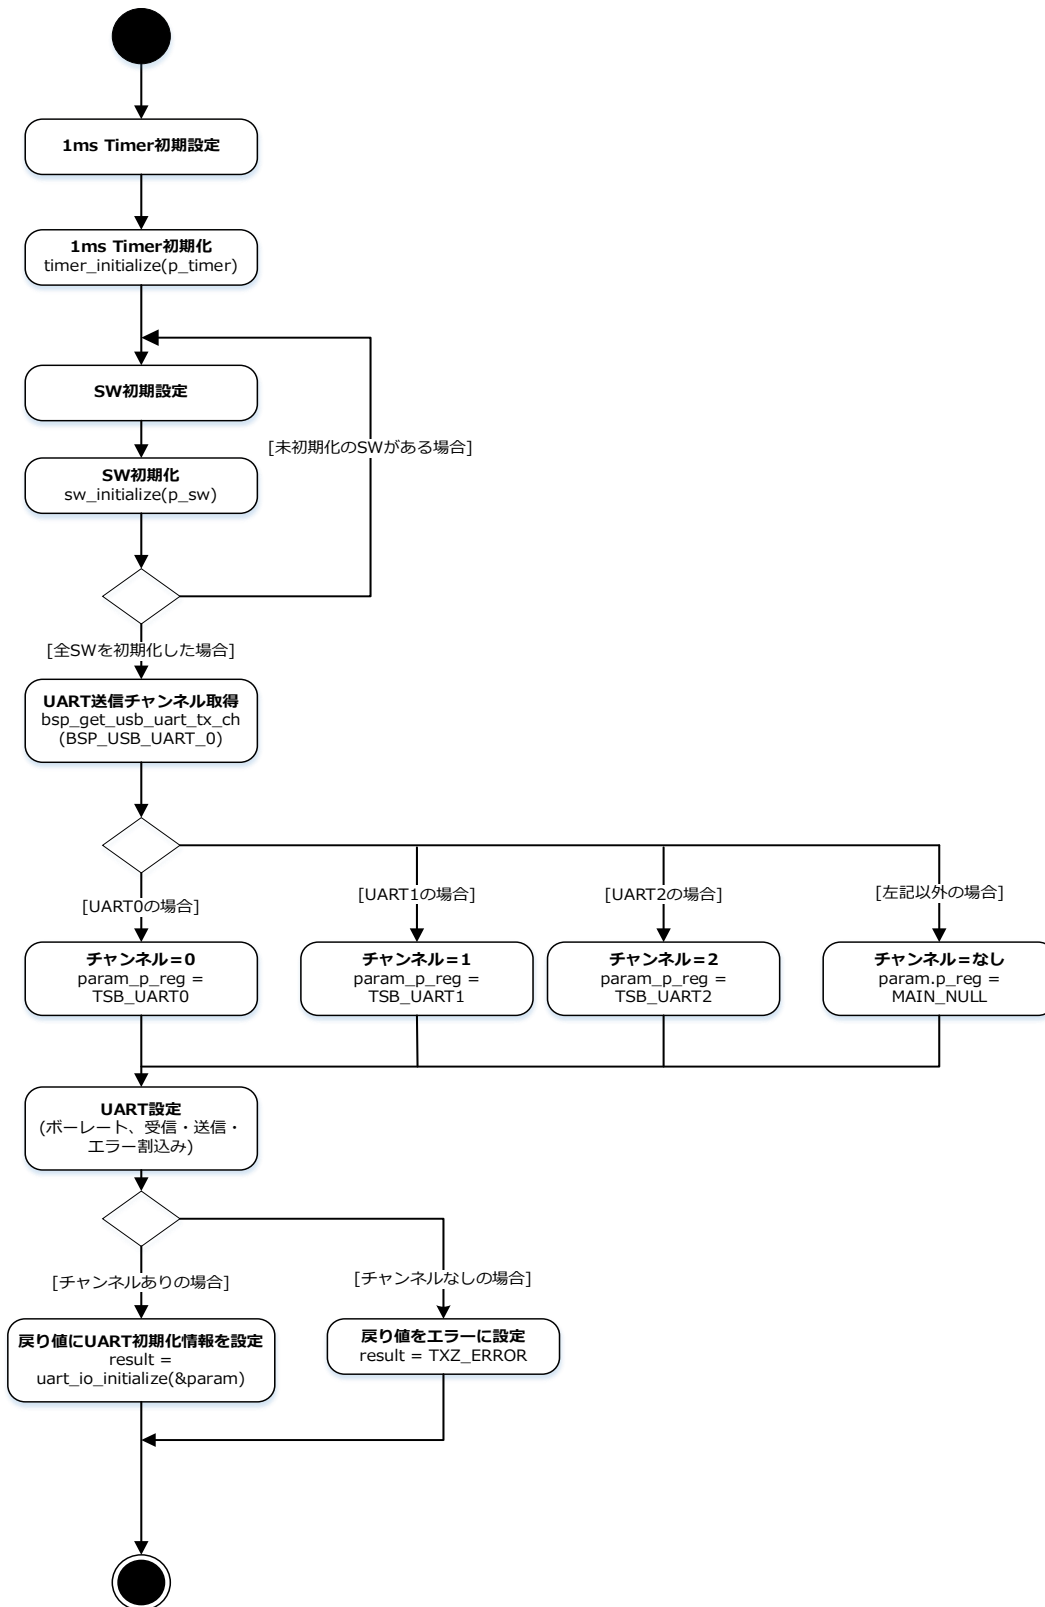 1ms Timer初期設定
1ms Timer初期化
timer_initialize(p_timer)
SW初期設定
[未初期化のSWがある場合]
SW初期化
sw_initialize(p_sw)
[全SWを初期化した場合]
UART送信チャンネル取得
bsp_get_usb_uart_tx_ch
(BSP_USB_UART_0)
[UART0の場合]
[UART1の場合]
[UART2の場合]
[左記以外の場合]
チャンネル=0
param_p_reg =
TSB_UART0
チャンネル=1
param_p_reg =
TSB_UART1
チャンネル=2
param_p_reg =
TSB_UART2
チャンネル=なし
param.p_reg =
MAIN_NULL
UART設定
(ボーレート、受信・送信・
エラー割込み)
[チャンネルありの場合]
[チャンネルなしの場合]
戻り値にUART初期化情報を設定
result =
uart_io_initialize(&param)
戻り値をエラーに設定
result = TXZ_ERROR